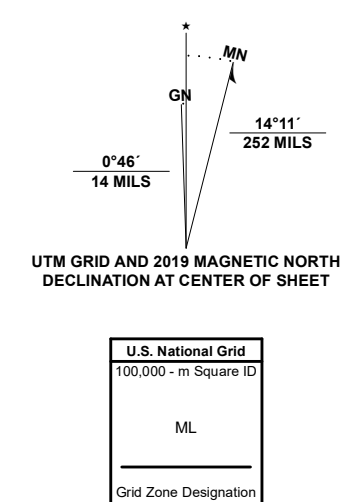 ★
MN
GN
14°11´
252 MILS
0°46´
14 MILS
UTM GRID AND 2019 MAGNETIC NORTH
DECLINATION AT CENTER OF SHEET
U.S. National Grid
100,000 - m Square ID
ML
Grid Zone Designation